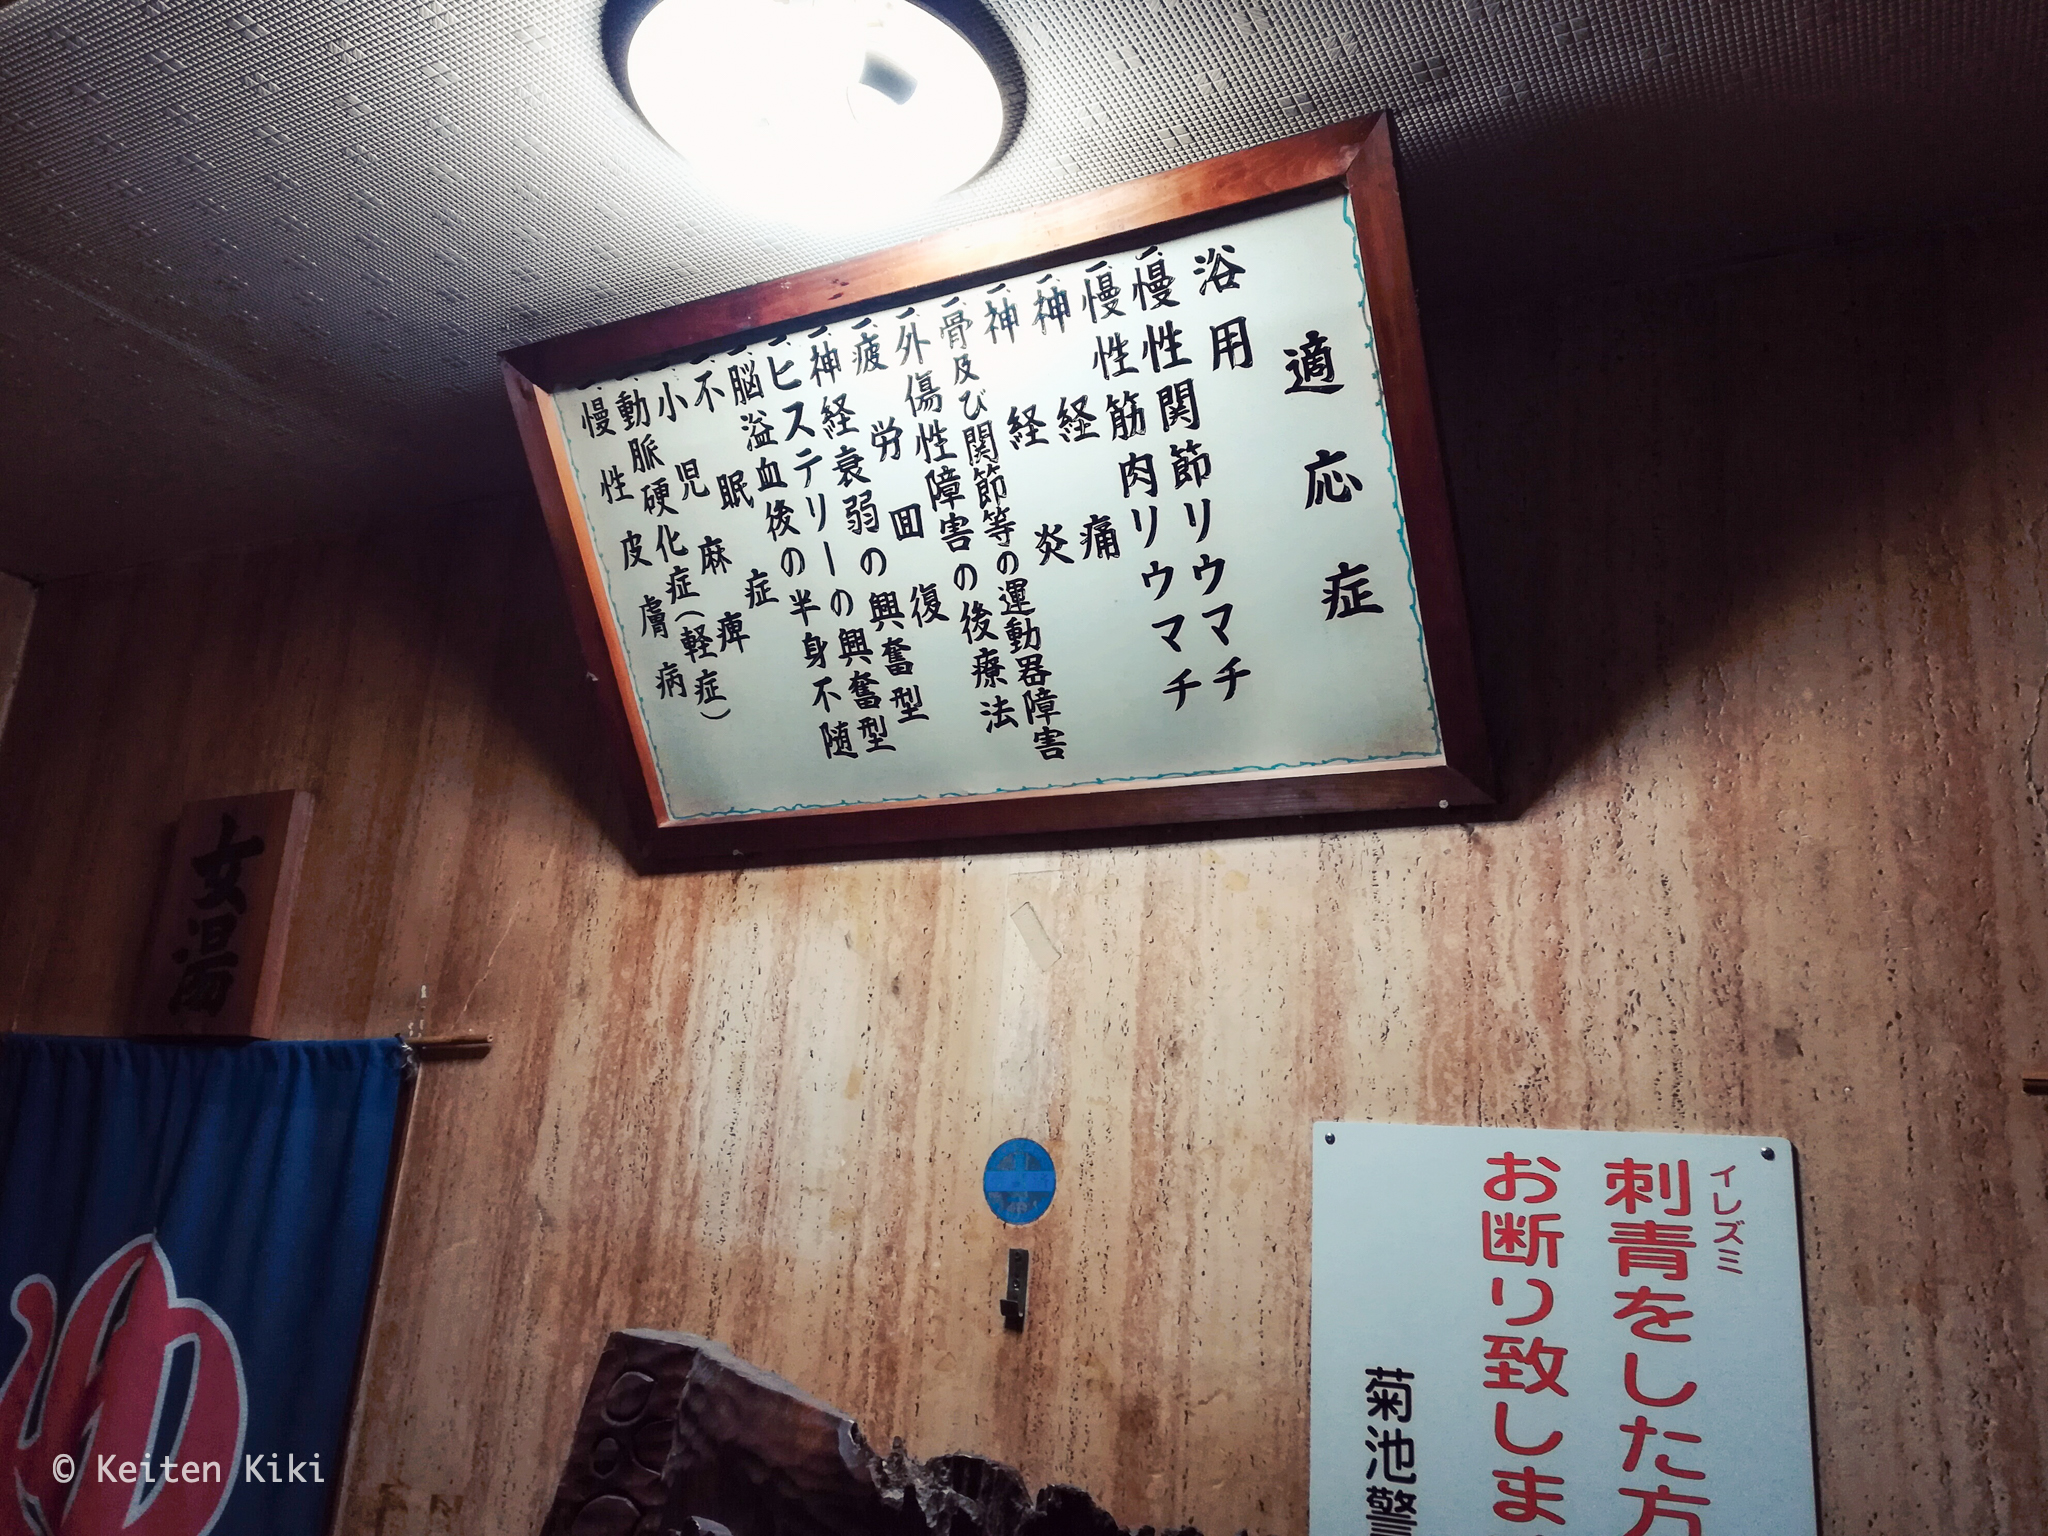 適応症
浴用
一、慢性関節リウマチ
一、慢性筋肉リウマチ
一、神経痛
一、神経炎
一、骨及び関節等の運動器障害
一、外傷性障害の後療法
一、疲労回復
一、神経衰弱の興奮型
一、ヒステリーの興奮型
一、脳溢血後の半身不随
一、不眠症
一、小児麻痺
一、動脈硬化症(軽症)
一、慢性皮膚病
女湯
ゆ
イレズミ
刺青をした方
お断り致しま
菊池警
© Keiten Kiki